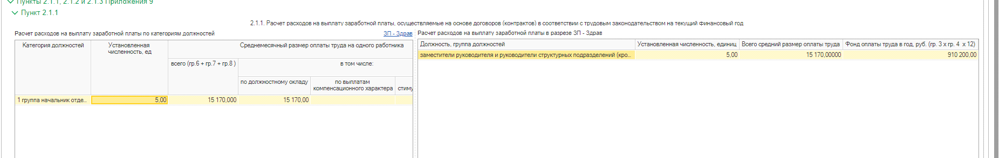 Пункты 2.1.1, 2.1.2 и 2.1.3 Приложения 9
Пункт 2.1.1
2.1.1. Расчет расходов на выплату заработной платы, осуществляемые на основе договоров (контрактов) в соответствии с трудовым законодательством на текущий финансовый год
Расчет расходов на выплату заработной платы по категориям должностей
ЗП - Здрав
Категория должностей
Установленная
численность, ед
Среднемесячный размер оплаты труда на одного работника
всего (гр.6 + гр.7 + гр.8 )
в том числе:
по должностному окладу
по выплатам
компенсационного характера
стиму
1 группа начальник отде...
5,00
15 170,000
15 170,00
Расчет расходов на выплату заработной платы в разрезе ЗП - Здрав
Должность, группа должностей
Установленная численность, единиц
Всего средний размер оплаты труда
Фонд оплаты труда в год, руб. (гр. 3 х гр. 4 х 12)
заместители руководителя и руководители структурных подразделений (кро...
5,00
15 170,00000
910 200,00